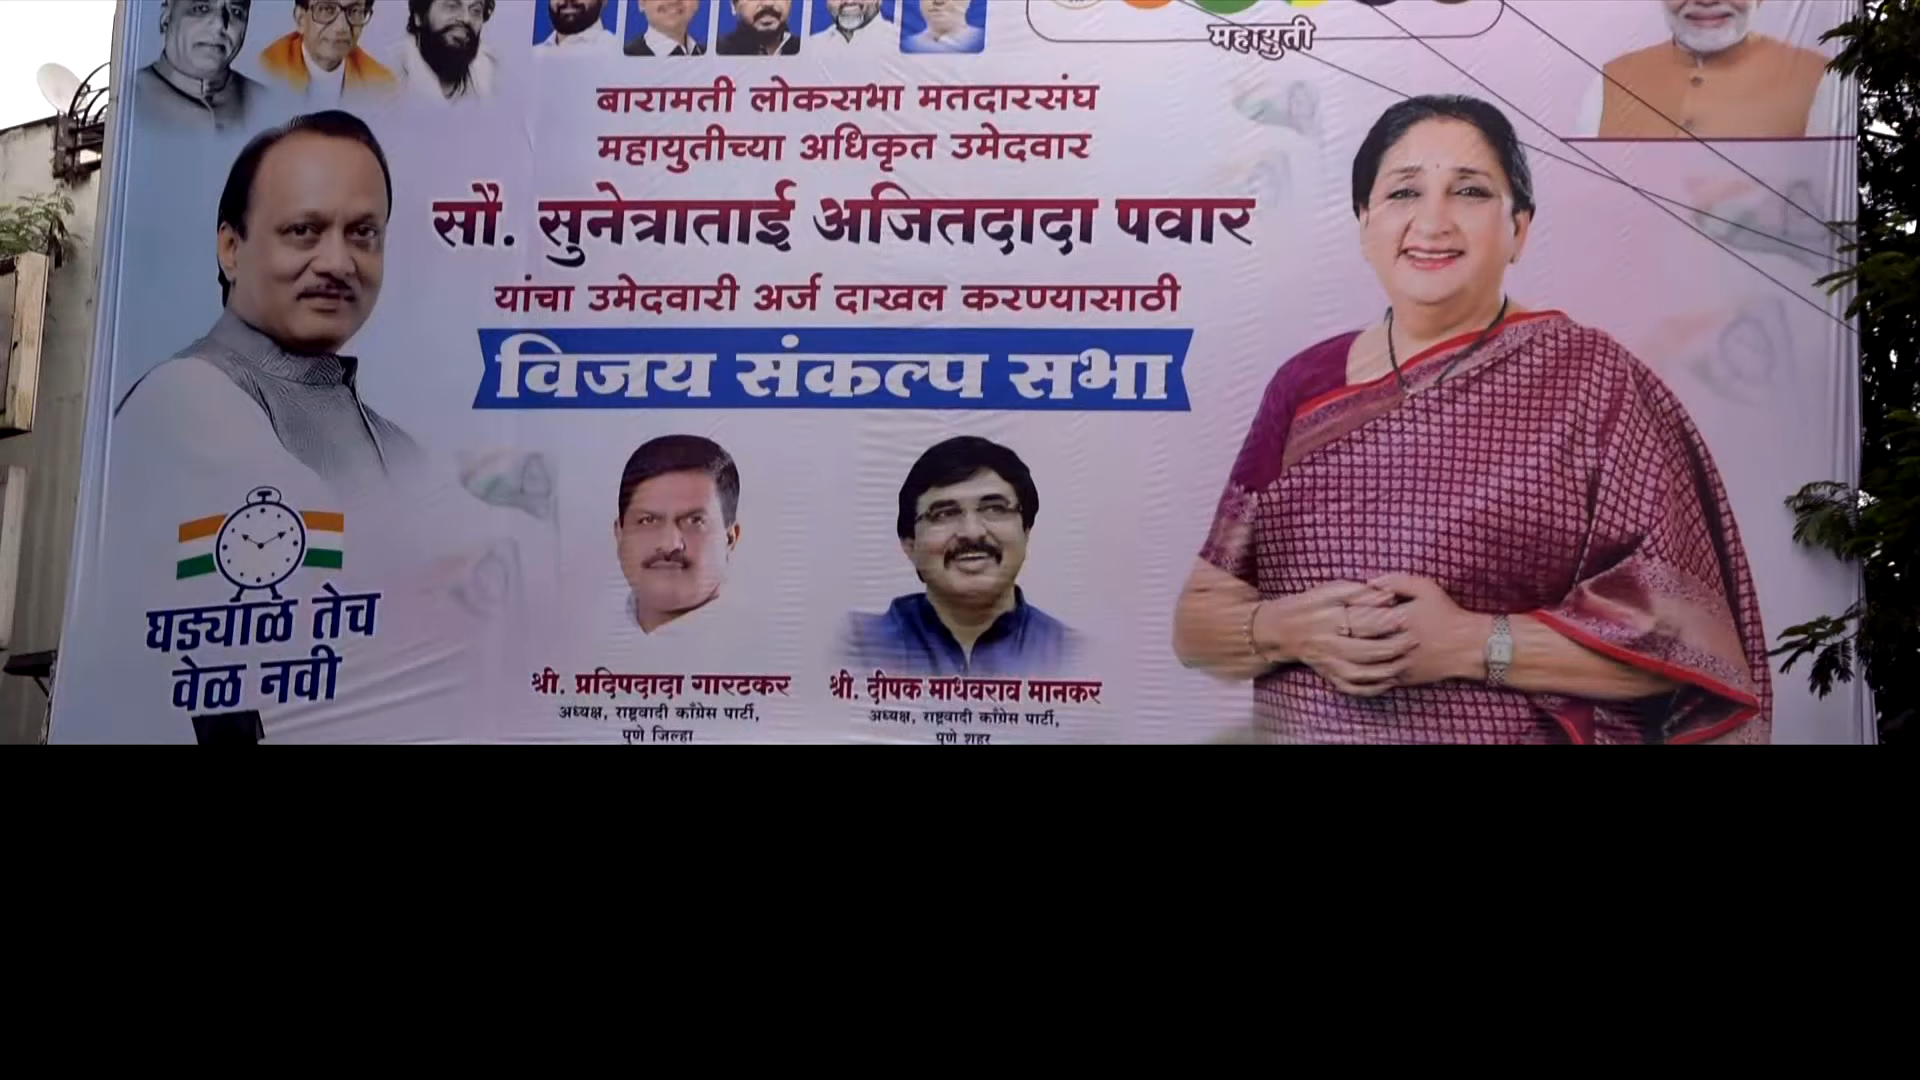 महायुती
बारामती लोकसभा मतदारसंघ
महायुतीच्या अधिकृत उमेदवार
सौ. सुनेत्राताई अजितदादा पवार
यांचा उमेदवारी अर्ज दाखल करण्यासाठी
विजय संकल्प सभा
घड्याळ तेच
वेळ नवी
श्री. प्रदिपदादा गारटकर
अध्यक्ष, राष्ट्रवादी काँग्रेस पार्टी,
पुणे जिल्हा
श्री. दीपक माधवराव मानकर
अध्यक्ष, राष्ट्रवादी काँग्रेस पार्टी,
पुणे शहर